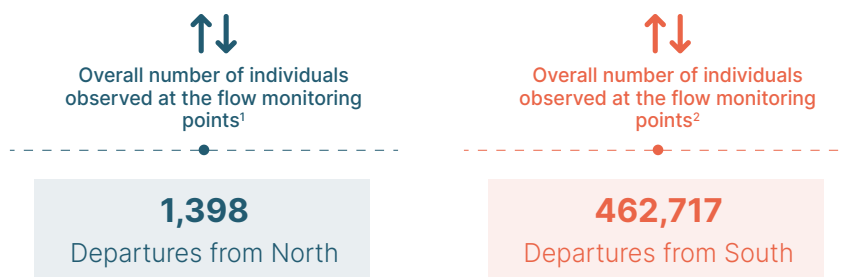 Overall number of individuals
observed at the flow monitoring
points¹
1,398
Departures from North
Overall number of individuals
observed at the flow monitoring
points²
462,717
Departures from South